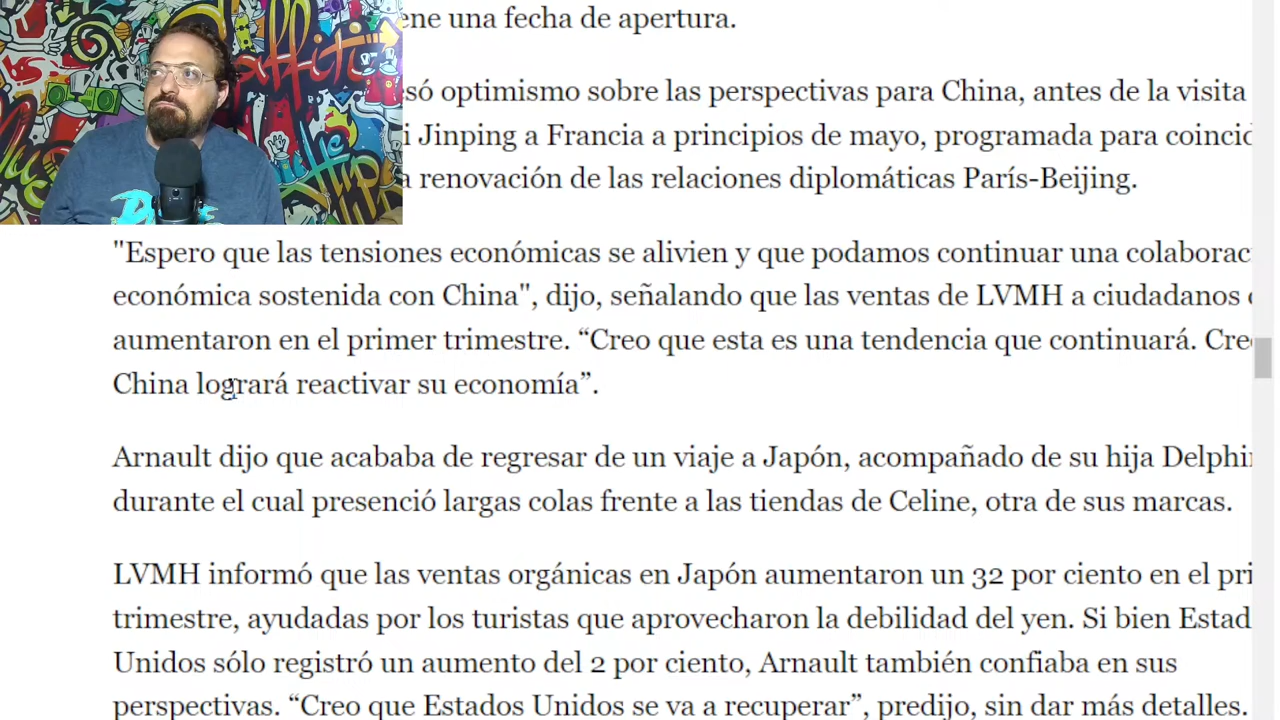 ene una fecha de apertura.
só optimismo sobre las perspectivas para China, antes de la visita
i Jinping a Francia a principios de mayo, programada para coincid
a renovación de las relaciones diplomáticas París-Beijing.
"Espero que las tensiones económicas se alivien y que podamos continuar una colaborac
económica sostenida con China", dijo, señalando que las ventas de LVMH a ciudadanos
aumentaron en el primer trimestre. “Creo que esta es una tendencia que continuará. Cre
China logrará reactivar su economía”.
Arnault dijo que acababa de regresar de un viaje a Japón, acompañado de su hija Delphi
durante el cual presenció largas colas frente a las tiendas de Celine, otra de sus marcas.
LVMH informó que las ventas orgánicas en Japón aumentaron un 32 por ciento en el pri
trimestre, ayudadas por los turistas que aprovecharon la debilidad del yen. Si bien Estad
Unidos sólo registró un aumento del 2 por ciento, Arnault también confiaba en sus
perspectivas. “Creo que Estados Unidos se va a recuperar”, predijo, sin dar más detalles.